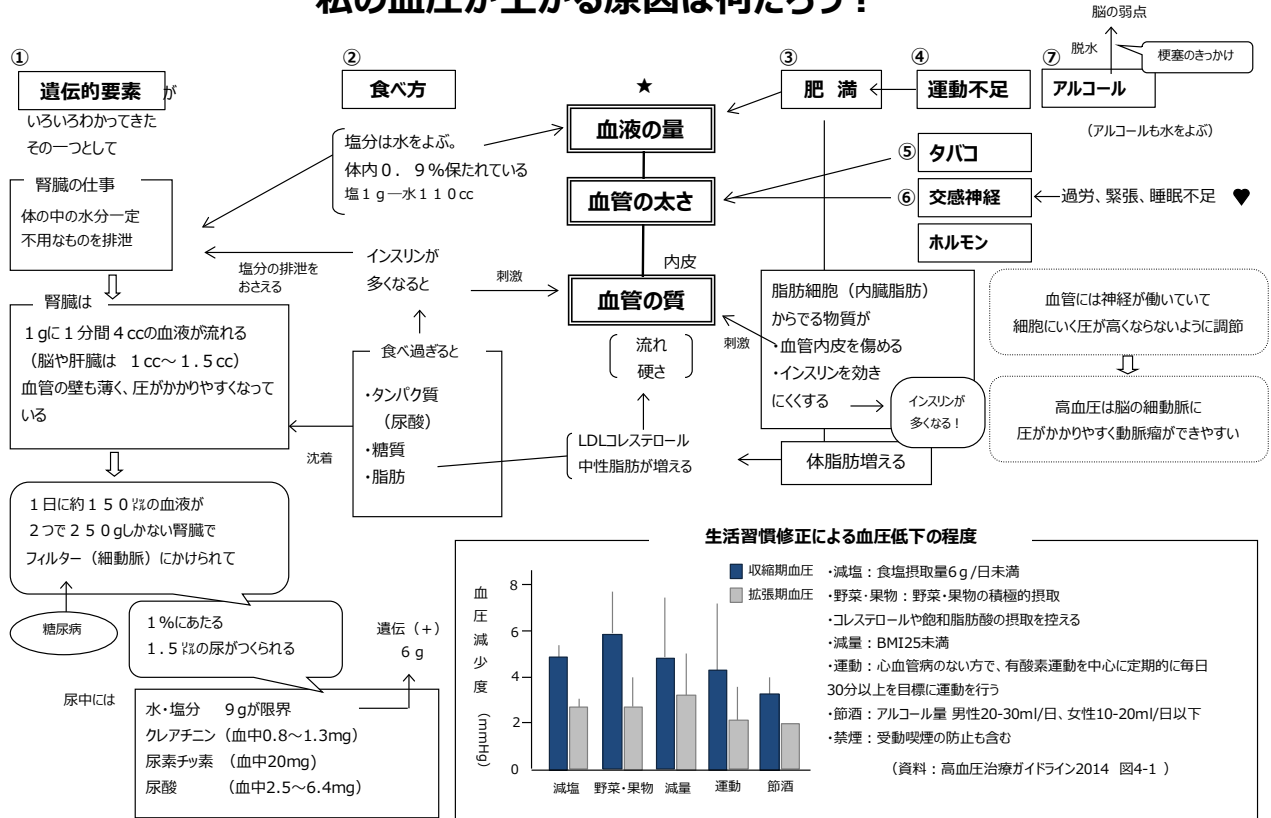 私の血圧が上がる原因は何だろう？
①
遺伝的要素 が
いろいろわかってきた
その一つとして
腎臓の仕事
体の中の水分一定
不用なものを排泄
腎臓は
１gに１分間４ccの血液が流れる
（脳や肝臓は　１cc～１.５cc）
血管の壁も薄く、圧がかかりやすくなって
いる
１日に約１５０㍑の血液が
２つで２５０gしかない腎臓で
フィルター（細動脈）にかけられて
糖尿病
１%にあたる
１.５㍑の尿がつくられる
尿中には
水・塩分　９gが限界
クレアチニン（血中0.8～1.3mg）
尿素チッ素　（血中20mg）
尿酸　　　（血中2.5～6.4mg）
遺伝（＋）
６ｇ
②
食べ方
塩分は水をよぶ。
体内０．９%保たれている
塩１ｇ―水１１０cc
塩分の排泄を
おさえる
インスリンが
多くなると
刺激
食べ過ぎると
・タンパク質
（尿酸）
・糖質
・脂肪
沈着
★
血液の量
血管の太さ
内皮
血管の質
流れ
硬さ
LDLコレステロール
中性脂肪が増える
③
肥　満
④
運動不足
⑦
アルコール
脳の弱点
脱水
梗塞のきっかけ
（アルコールも水をよぶ）
⑤
タバコ
⑥
交感神経
過労、緊張、睡眠不足　♥
ホルモン
脂肪細胞（内臓脂肪）
からでる物質が
・血管内皮を傷める
・インスリンを効き
にくくする
刺激
インスリンが
多くなる！
体脂肪増える
血管には神経が働いていて
細胞にいく圧が高くならないように調節
高血圧は脳の細動脈に
圧がかかりやすく動脈瘤ができやすい
生活習慣修正による血圧低下の程度
血圧減少度（mmHg）
8
6
4
2
0
減塩
野菜・果物
減量
運動
節酒
収縮期血圧
拡張期血圧
・減塩：食塩摂取量6ｇ/日未満
・野菜・果物：野菜・果物の積極的摂取
・コレステロールや飽和脂肪酸の摂取を控える
・減量：BMI25未満
・運動：心血管病のない方で、有酸素運動を中心に定期的に毎日
30分以上を目標に運動を行う
・節酒：アルコール量 男性20-30ml/日、女性10-20ml/日以下
・禁煙：受動喫煙の防止も含む
（資料：高血圧治療ガイドライン2014　図4-1 ）